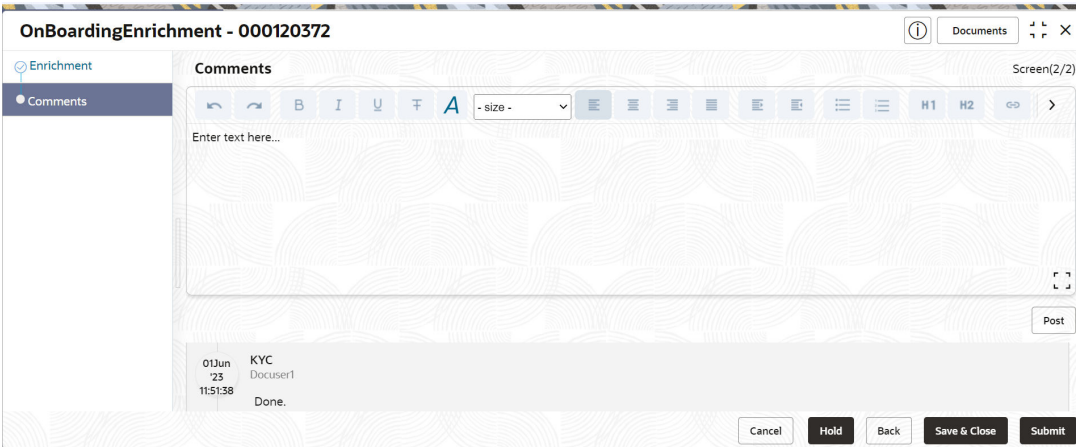 OnBoardingEnrichment - 000120372
Documents
Enrichment
Comments
Comments
Screen(2/2)
B I U T A - size - H1 H2
Enter text here...
Post
01Jun '23 11:51:38
KYC
Docuser1
Done.
Cancel Hold Back Save & Close Submit